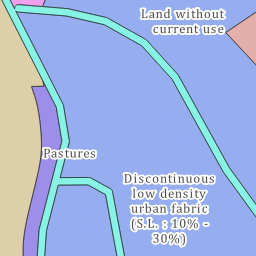 Land without
current use
Pastures
Discontinuous
low density
urban fabric
(S.L. : 10% -
30%)